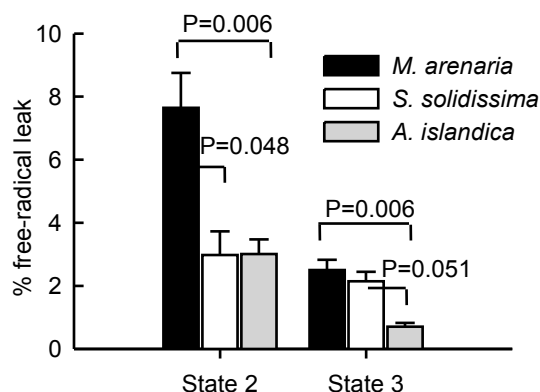 P=0.006
10
8
6
4
2
0
% free-radical leak
M. arenaria
S. solidissima
A. islandica
P=0.048
P=0.006
P=0.051
State 2
State 3